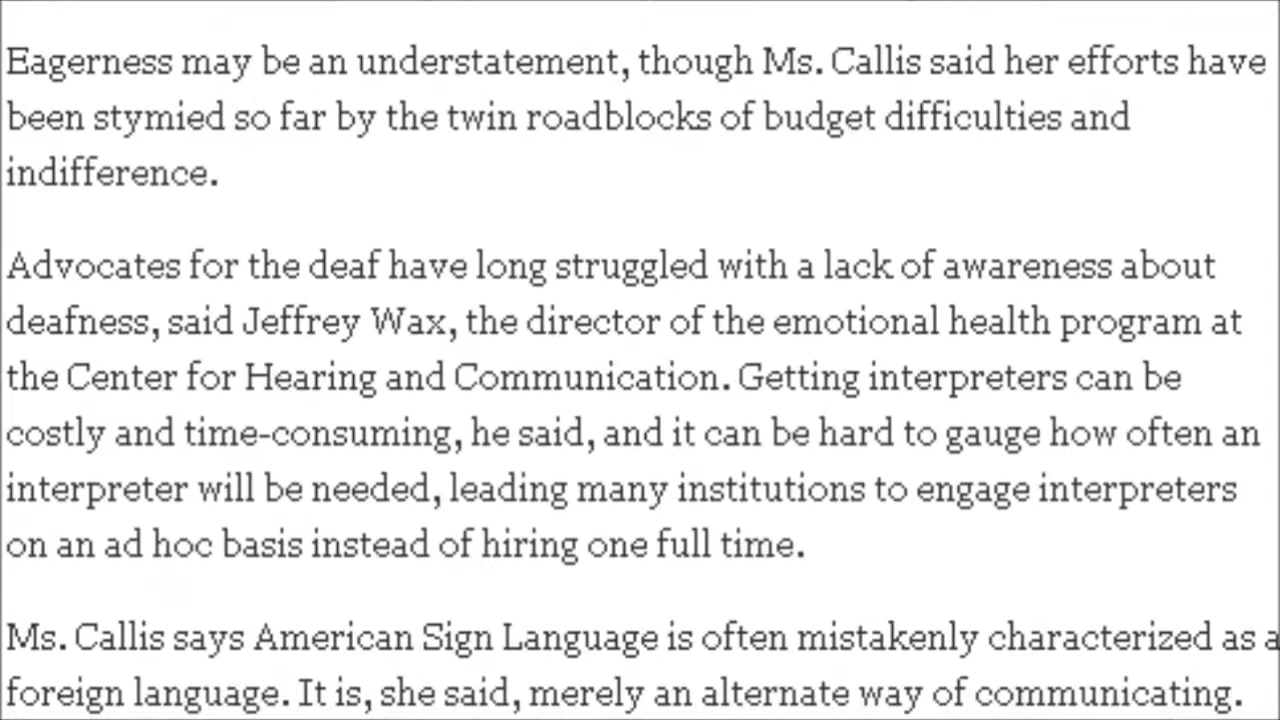 Eagerness may be an understatement, though Ms. Callis said her efforts have
been stymied so far by the twin roadblocks of budget difficulties and
indifference.
Advocates for the deaf have long struggled with a lack of awareness about
deafness, said Jeffrey Wax, the director of the emotional health program at
the Center for Hearing and Communication. Getting interpreters can be
costly and time-consuming, he said, and it can be hard to gauge how often an
interpreter will be needed, leading many institutions to engage interpreters
on an ad hoc basis instead of hiring one full time.
Ms. Callis says American Sign Language is often mistakenly characterized as a
foreign language. It is, she said, merely an alternate way of communicating.